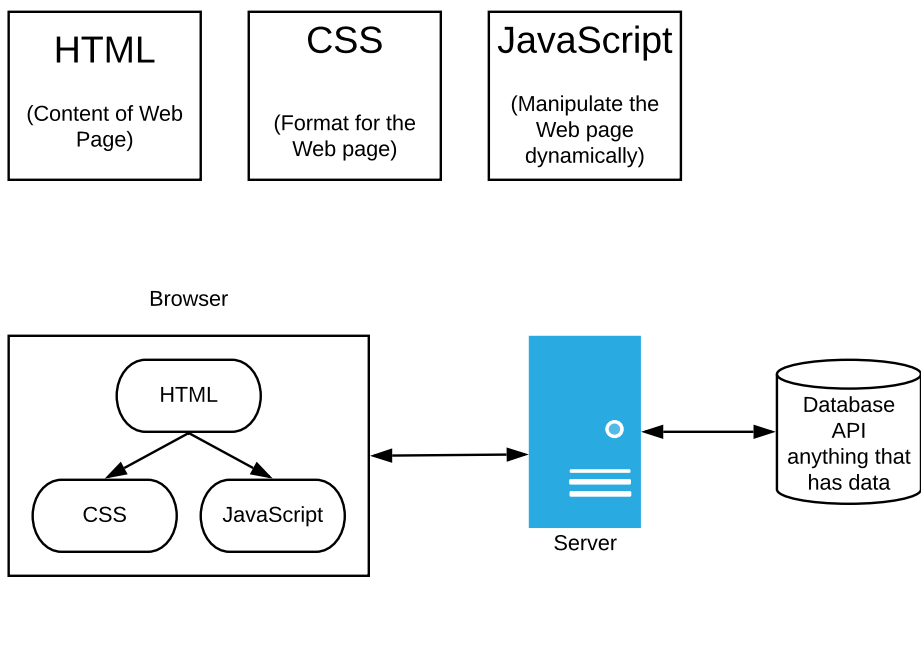 HTML
(Content of Web
Page)
CSS
(Format for the
Web page)
JavaScript
(Manipulate the
Web page
dynamically)
Browser
HTML
CSS
JavaScript
Server
Database
API
anything that
has data